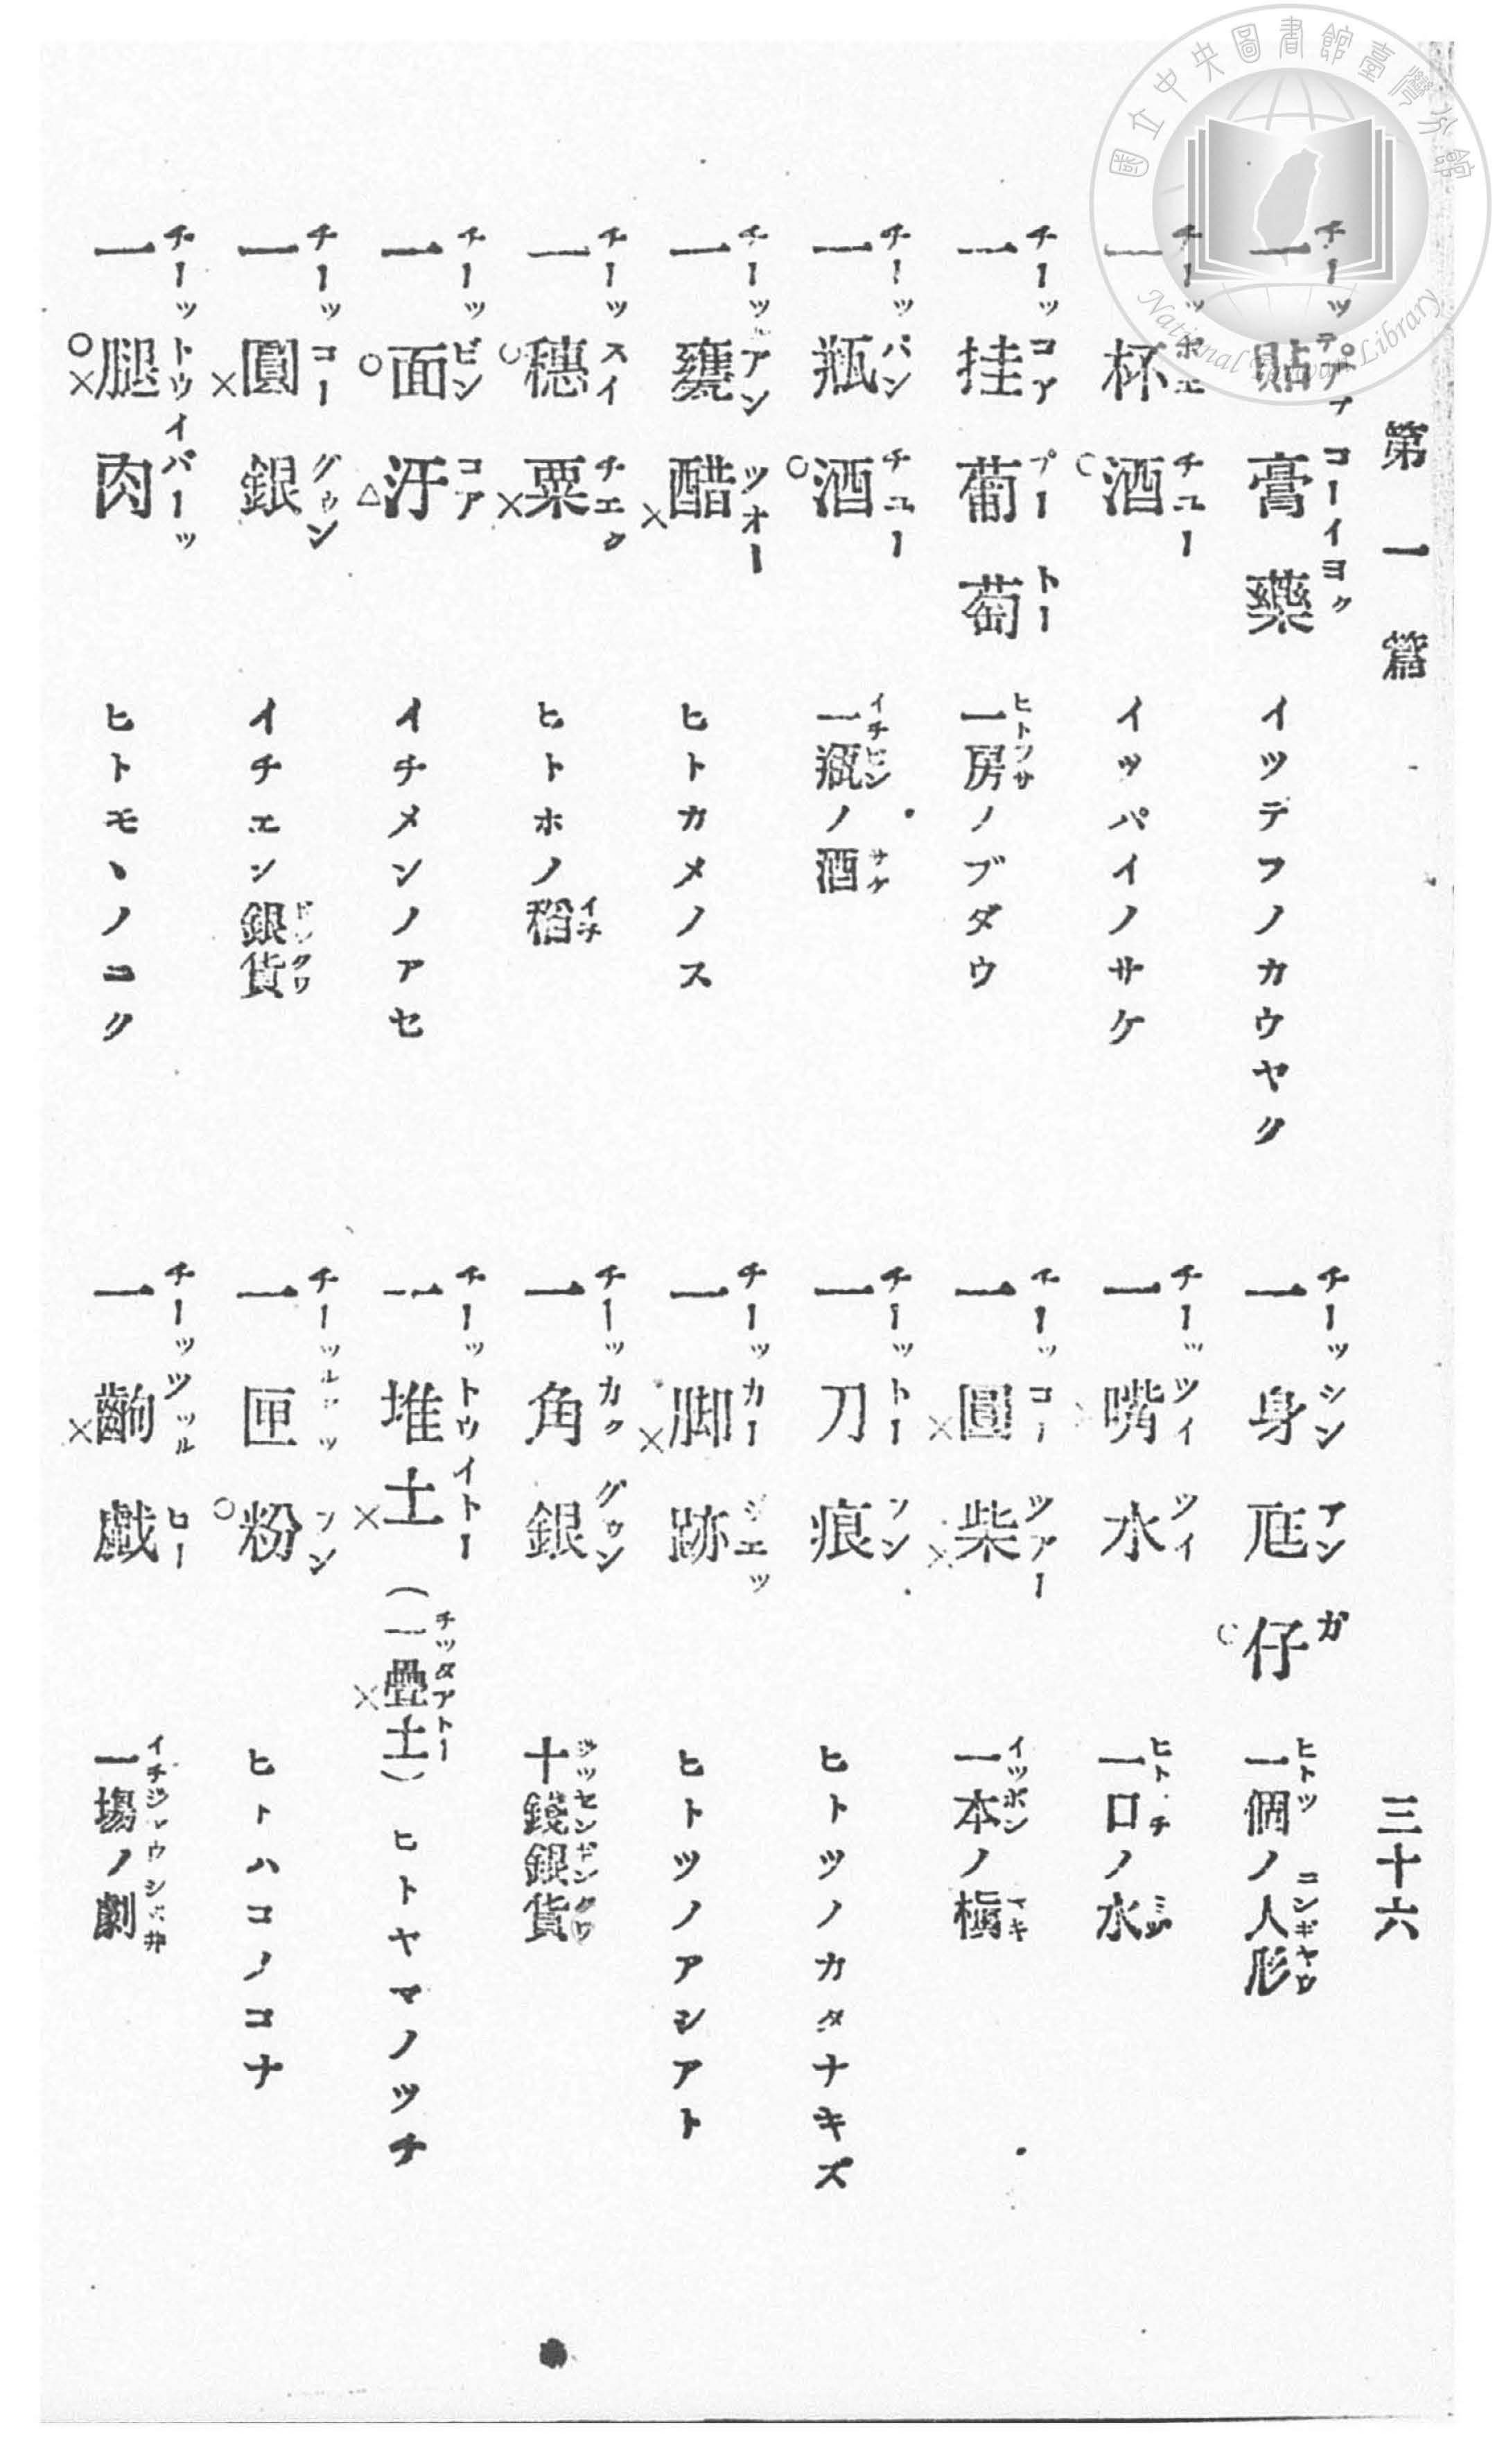 國立中央圖書館臺灣分館
National Taiwan Library
第一篇
三十六
一貼膏藥 イツデフノカウヤク
一杯酒 イッパイノサケ
一挂葡萄 一房ノブダウ
一瓶酒 一瓶ノ酒
一甕醋 ヒトカメノス
一穗粟 ヒトホノ稻
一面汙 イチメンノアセ
一圓銀 イチエン銀貨
一腿肉 ヒトモヽノニク
一身尪仔 一個ノ人形
一嘴水 一口ノ水
一圓柴 一本ノ槇
一刀痕 ヒトツノカタナキズ
一脚跡 ヒトツノアシアト
一角銀 十錢銀貨
一堆土(一疊土) ヒトヤマノツチ
一匣粉 ヒトハコノコナ
一齣戲 一場ノ劇